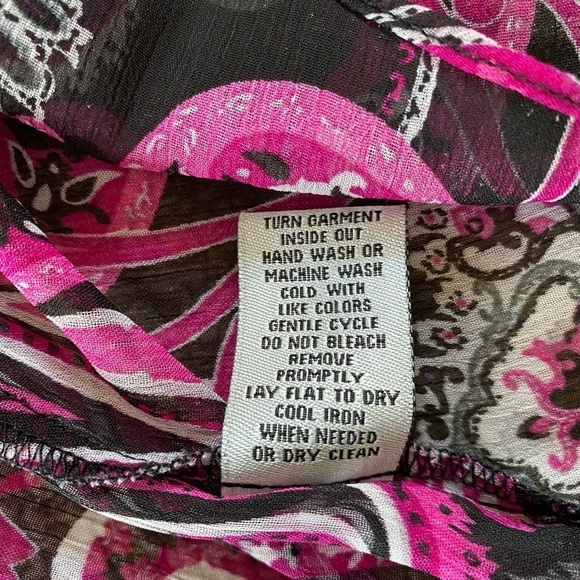 TURN GARMENT
INSIDE OUT
HAND WASH OR
MACHINE WASH
COLD WITH
LIKE COLORS
GENTLE CYCLE
DO NOT BLEACH
REMOVE
PROMPTLY
LAY FLAT TO DRY
COOL IRON
WHEN NEEDED
OR DRY CLEAN